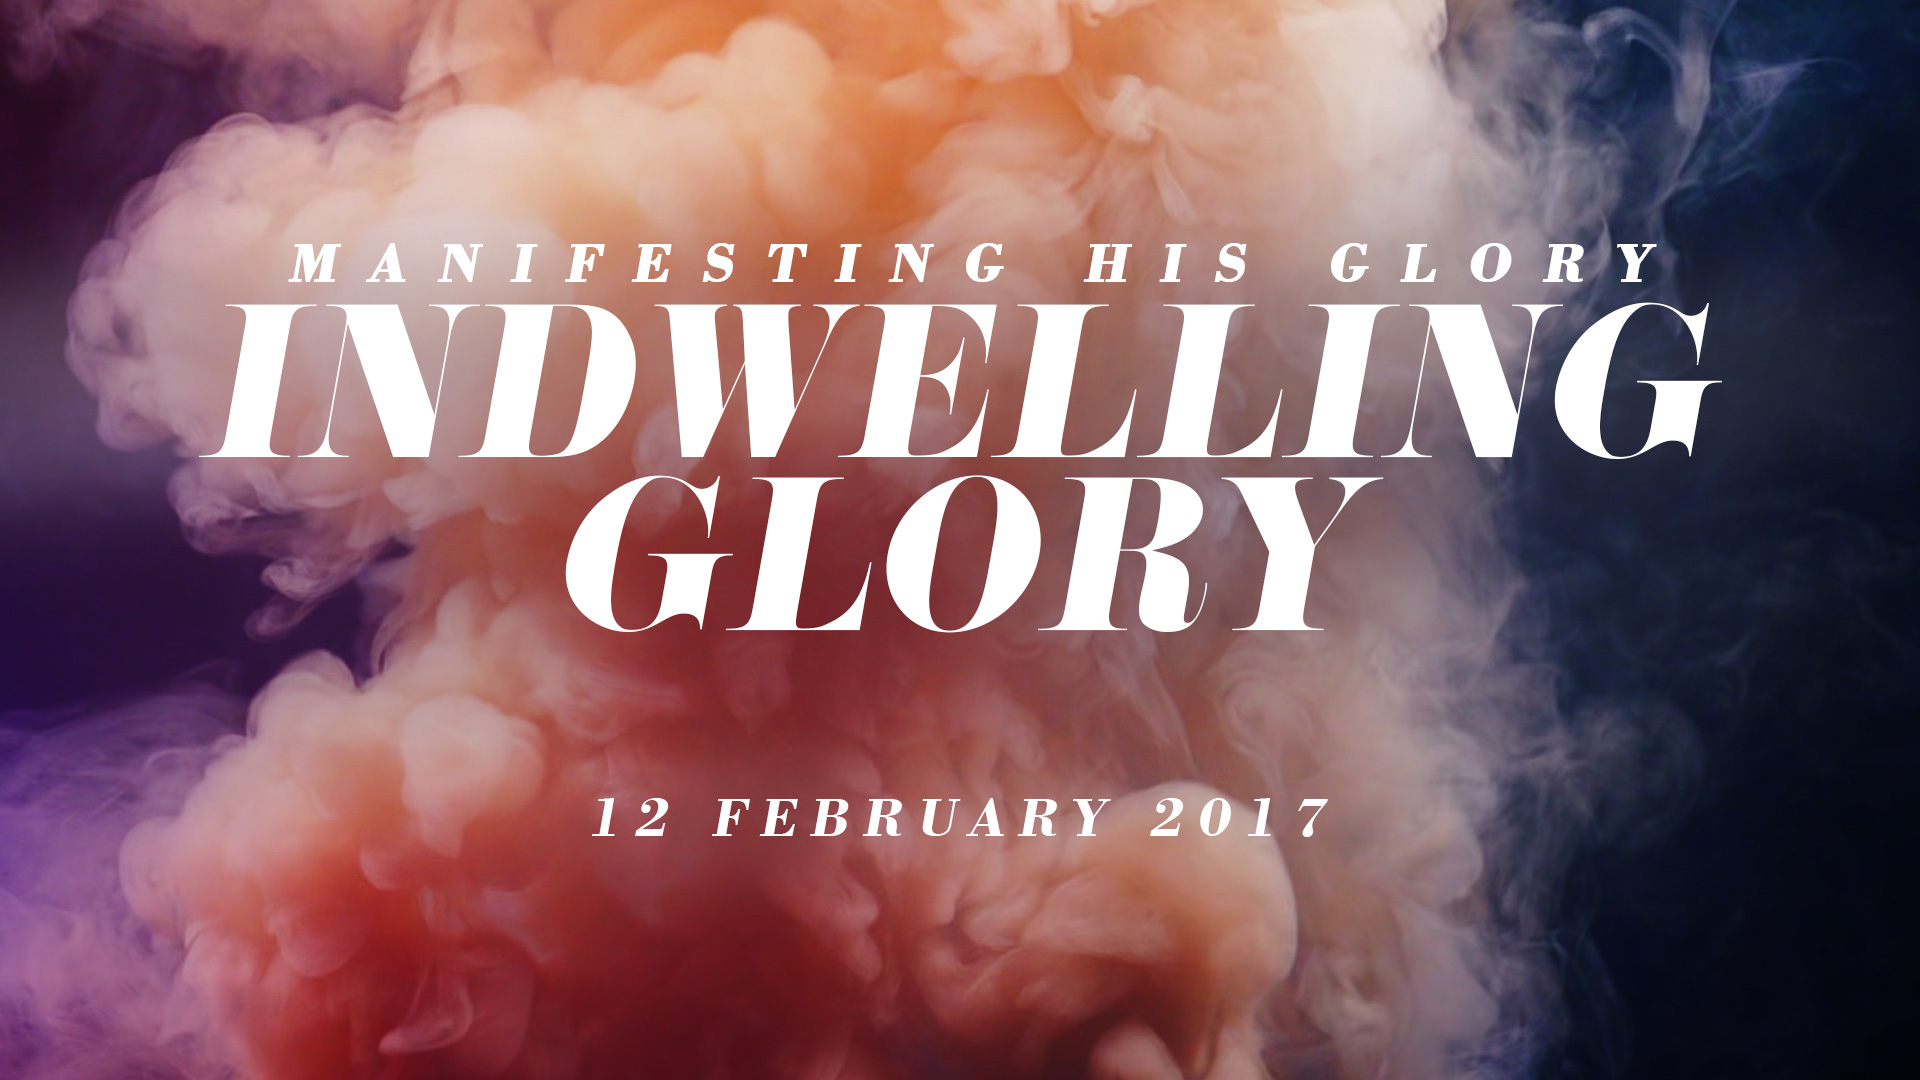 MANIFESTING HIS GLORY
INDWELLING
GLORY
12 FEBRUARY 2017